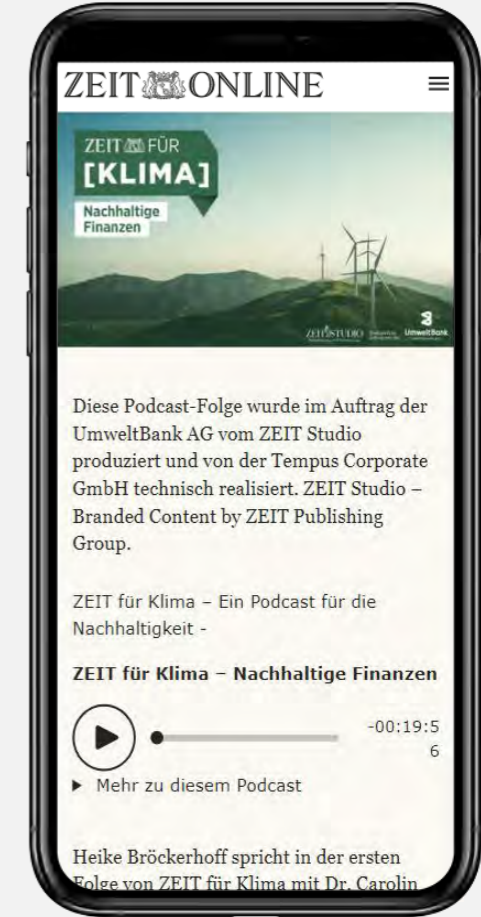 ZEIT ONLINE
ZEIT FÜR
[KLIMA]
Nachhaltige
Finanzen
ZEIT STUDIO
UmweltBank
Diese Podcast-Folge wurde im Auftrag der
UmweltBank AG vom ZEIT Studio
produziert und von der Tempus Corporate
GmbH technisch realisiert. ZEIT Studio –
Branded Content by ZEIT Publishing
Group.
ZEIT für Klima – Ein Podcast für die
Nachhaltigkeit -
ZEIT für Klima – Nachhaltige Finanzen
-00:19:5
6
Mehr zu diesem Podcast
Heike Bröckerhoff spricht in der ersten
Folge von ZEIT für Klima mit Dr. Carolin